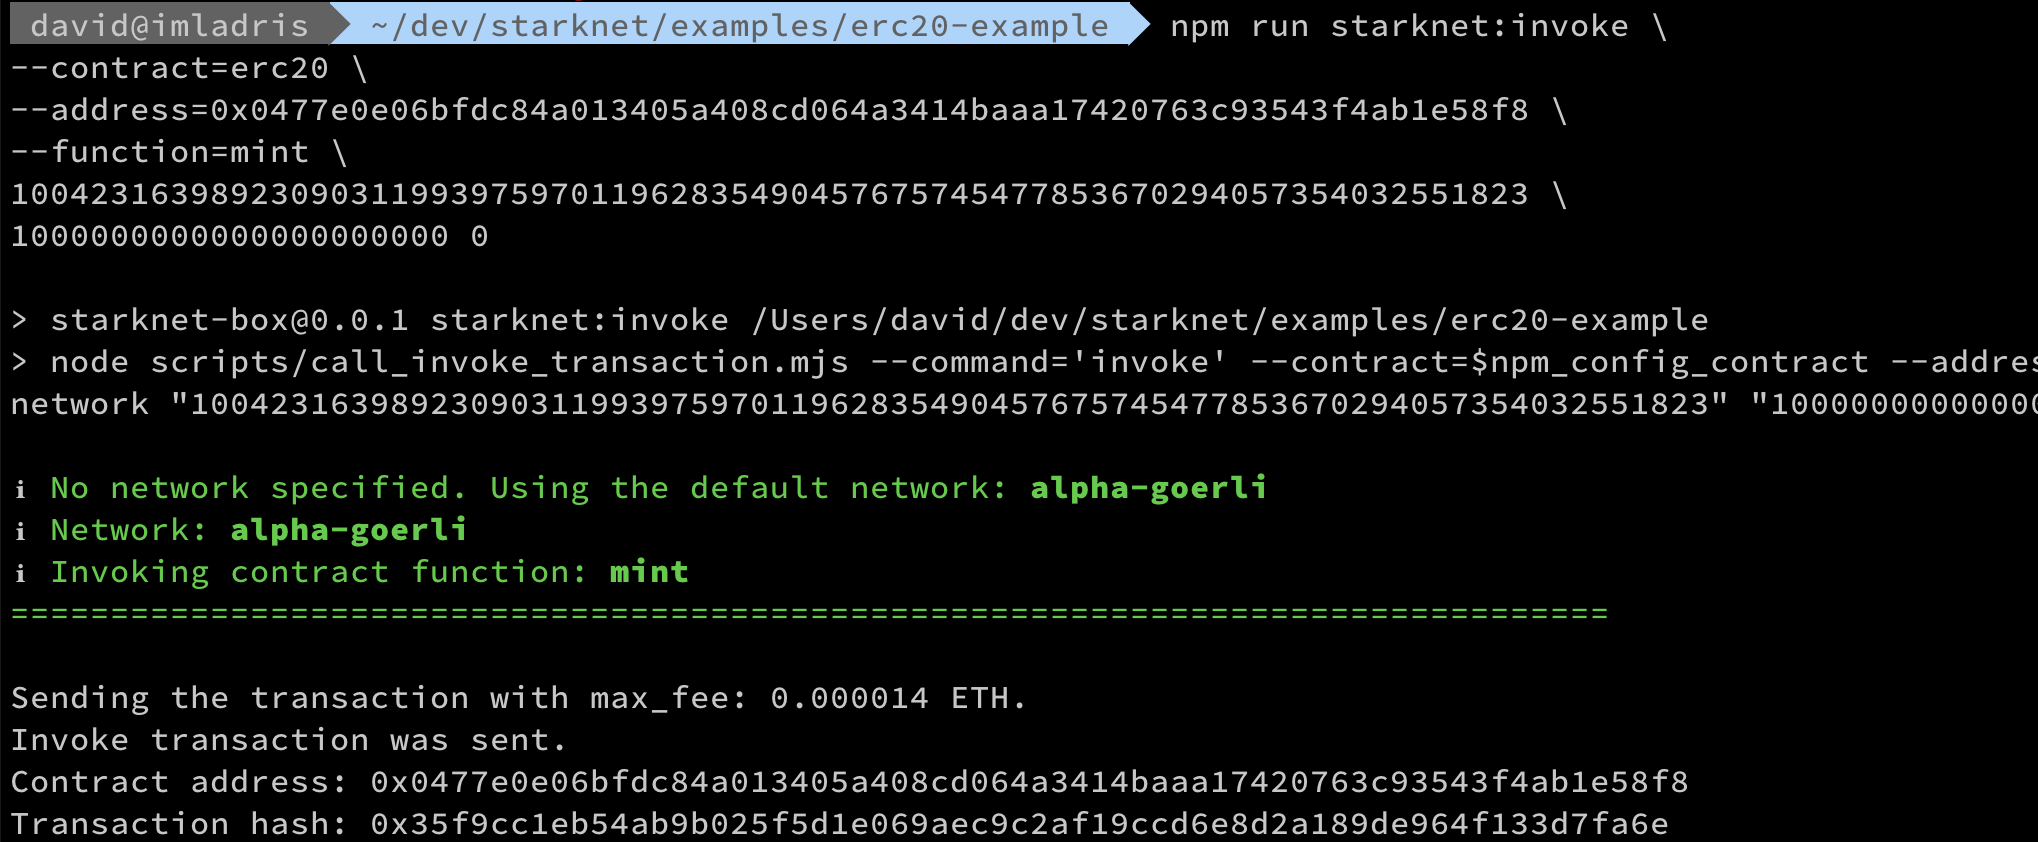 david@imladris ~/dev/starknet/examples/erc20-example npm run starknet:invoke \
--contract=erc20 \
--address=0x0477e0e06bfdc84a013405a408cd064a3414baaa17420763c93543f4ab1e58f8 \
--function=mint \
1004231639892309031199397597011962835490457675745477853670294057354032551823 \
1000000000000000000000 0
> starknet-box@0.0.1 starknet:invoke /Users/david/dev/starknet/examples/erc20-example
> node scripts/call_invoke_transaction.mjs --command='invoke' --contract=$npm_config_contract --addres
network "1004231639892309031199397597011962835490457675745477853670294057354032551823" "10000000000000
i No network specified. Using the default network: alpha-goerli
i Network: alpha-goerli
i Invoking contract function: mint
================================================================================
Sending the transaction with max_fee: 0.000014 ETH.
Invoke transaction was sent.
Contract address: 0x0477e0e06bfdc84a013405a408cd064a3414baaa17420763c93543f4ab1e58f8
Transaction hash: 0x35f9cc1eb54ab9b025f5d1e069aec9c2af19ccd6e8d2a189de964f133d7fa6e